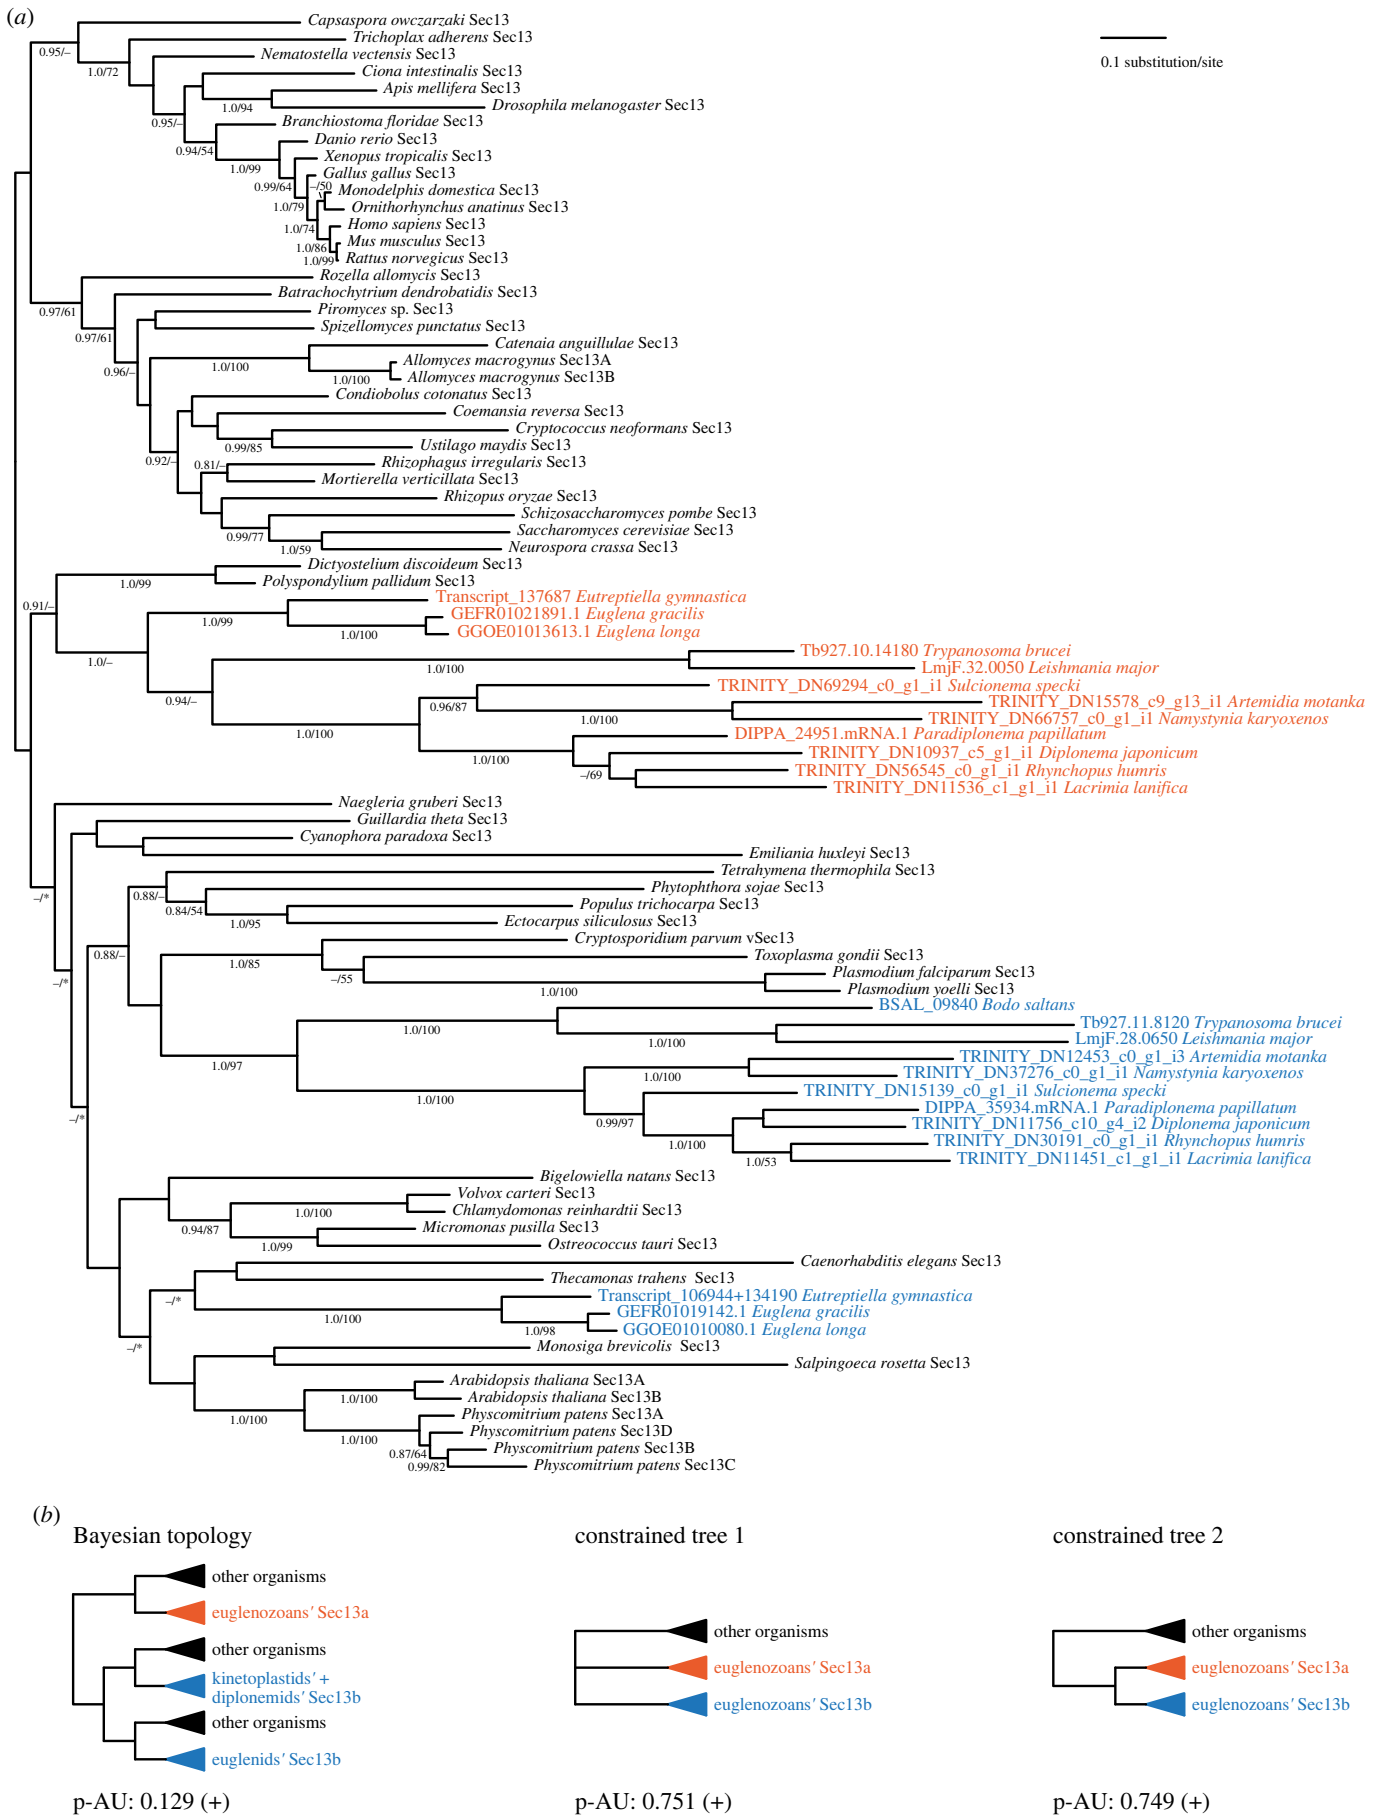 (a)
Capsaspora owczarzaki Sec13
Trichoplax adherens Sec13
0.1 substitution/site
0.95/–
Nematostella vectensis Sec13
1.0/72
Ciona intestinalis Sec13
Apis mellifera Sec13
1.0/94
Drosophila melanogaster Sec13
0.95/–
Branchiostoma floridae Sec13
0.94/54
Danio rerio Sec13
1.0/99
Xenopus tropicalis Sec13
Gallus gallus Sec13
0.99/64
–/50
Monodelphis domestica Sec13
1.0/79
Ornithorhynchus anatinus Sec13
1.0/74
Homo sapiens Sec13
1.0/86
Mus musculus Sec13
1.0/99
Rattus norvegicus Sec13
Rozella allomycis Sec13
0.97/61
Batrachochytrium dendrobatidis Sec13
Piromyces sp. Sec13
0.97/61
Spizellomyces punctatus Sec13
Catenaia anguillulae Sec13
0.96/–
1.0/100
Allomyces macrogynus Sec13A
1.0/100
Allomyces macrogynus Sec13B
Condiobolus cotonatus Sec13
Coemansia reversa Sec13
Cryptococcus neoformans Sec13
0.99/85
Ustilago maydis Sec13
0.92/–
0.81/–
Rhizophagus irregularis Sec13
Mortierella verticillata Sec13
Rhizopus oryzae Sec13
Schizosaccharomyces pombe Sec13
0.99/77
Saccharomyces cerevisiae Sec13
1.0/59
Neurospora crassa Sec13
Dictyostelium discoideum Sec13
1.0/99
Polyspondylium pallidum Sec13
0.91/–
Transcript_137687 Eutreptiella gymnastica
1.0/99
GEFR01021891.1 Euglena gracilis
1.0/100
GGOE01013613.1 Euglena longa
1.0/–
Tb927.10.14180 Trypanosoma brucei
1.0/100
LmjF.32.0050 Leishmania major
0.94/–
TRINITY_DN69294_c0_g1_i1 Sulcionema specki
0.96/87
TRINITY_DN15578_c9_g13_i1 Artemidia motanka
1.0/100
TRINITY_DN66757_c0_g1_i1 Namystynia karyoxenos
1.0/100
DIPPA_24951.mRNA.1 Paradiplonema papillatum
1.0/100
TRINITY_DN10937_c5_g1_i1 Diplonema japonicum
–/69
TRINITY_DN56545_c0_g1_i1 Rhynchopus humris
TRINITY_DN11536_c1_g1_i1 Lacrimia lanifica
Naegleria gruberi Sec13
Guillardia theta Sec13
Cyanophora paradoxa Sec13
Emiliania huxleyi Sec13
–/*
Tetrahymena thermophila Sec13
0.88/–
Phytophthora sojae Sec13
0.84/54
Populus trichocarpa Sec13
1.0/95
Ectocarpus siliculosus Sec13
0.88/–
Cryptosporidium parvum vSec13
1.0/85
Toxoplasma gondii Sec13
–/55
Plasmodium falciparum Sec13
–/*
1.0/100
Plasmodium yoelli Sec13
BSAL_09840 Bodo saltans
1.0/100
Tb927.11.8120 Trypanosoma brucei
1.0/100
LmjF.28.0650 Leishmania major
1.0/97
TRINITY_DN12453_c0_g1_i3 Artemidia motanka
1.0/100
TRINITY_DN37276_c0_g1_i1 Namystynia karyoxenos
1.0/100
TRINITY_DN15139_c0_g1_i1 Sulcionema specki
0.99/97
DIPPA_35934.mRNA.1 Paradiplonema papillatum
–/*
TRINITY_DN11756_c10_g4_i2 Diplonema japonicum
1.0/100
TRINITY_DN30191_c0_g1_i1 Rhynchopus humris
1.0/53
TRINITY_DN11451_c1_g1_i1 Lacrimia lanifica
Bigelowiella natans Sec13
Volvox carteri Sec13
1.0/100
Chlamydomonas reinhardtii Sec13
0.94/87
Micromonas pusilla Sec13
1.0/99
Ostreococcus tauri Sec13
Caenorhabditis elegans Sec13
Thecamonas trahens Sec13
–/*
Transcript_106944+134190 Eutreptiella gymnastica
1.0/100
GEFR01019142.1 Euglena gracilis
1.0/98
GGOE01010080.1 Euglena longa
–/*
Monosiga brevicolis Sec13
Salpingoeca rosetta Sec13
Arabidopsis thaliana Sec13A
1.0/100
Arabidopsis thaliana Sec13B
1.0/100
Physcomitrium patens Sec13A
1.0/100
Physcomitrium patens Sec13D
0.87/64
Physcomitrium patens Sec13B
0.99/82
Physcomitrium patens Sec13C
(b)
Bayesian topology
other organisms
euglenozoans' Sec13a
other organisms
kinetoplastids' +
diplonemids' Sec13b
other organisms
euglenids' Sec13b
p-AU: 0.129 (+)
constrained tree 1
other organisms
euglenozoans' Sec13a
euglenozoans' Sec13b
p-AU: 0.751 (+)
constrained tree 2
other organisms
euglenozoans' Sec13a
euglenozoans' Sec13b
p-AU: 0.749 (+)